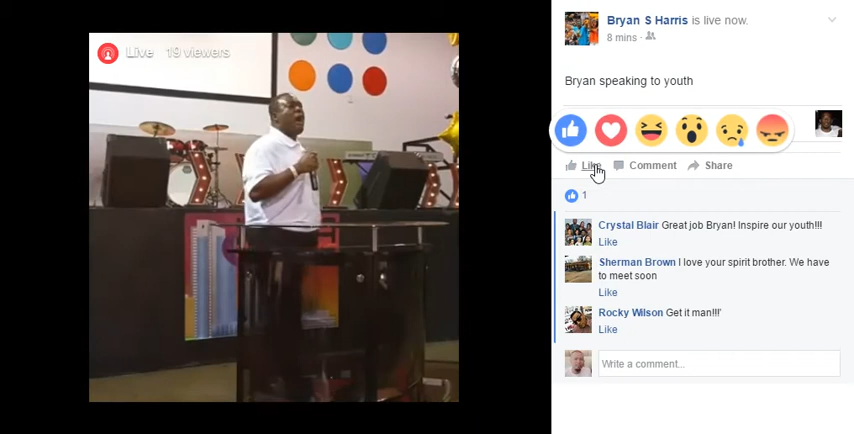 Live 19 viewers
Bryan S Harris is live now.
8 mins ·
Bryan speaking to youth
Like Comment Share
1
Crystal Blair Great job Bryan! Inspire our youth!!!
Like
Sherman Brown I love your spirit brother. We have
to meet soon
Like
Rocky Wilson Get it man!!!'
Like
Write a comment...